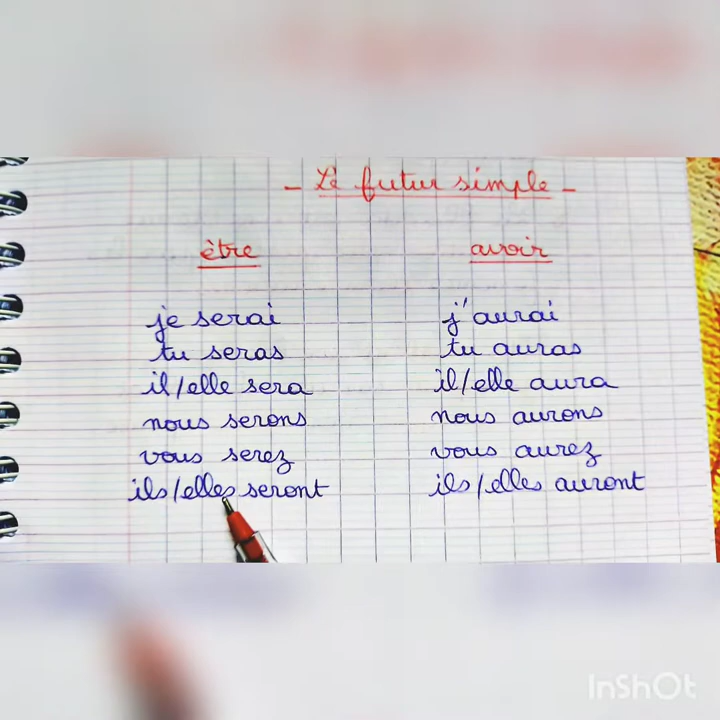 - Le futur simple -
être avoir
je serai j'aurai
tu seras tu auras
il/elle sera il/elle aura
nous serons nous aurons
vous serez vous aurez
ils/elles seront ils/elles auront
InShOt